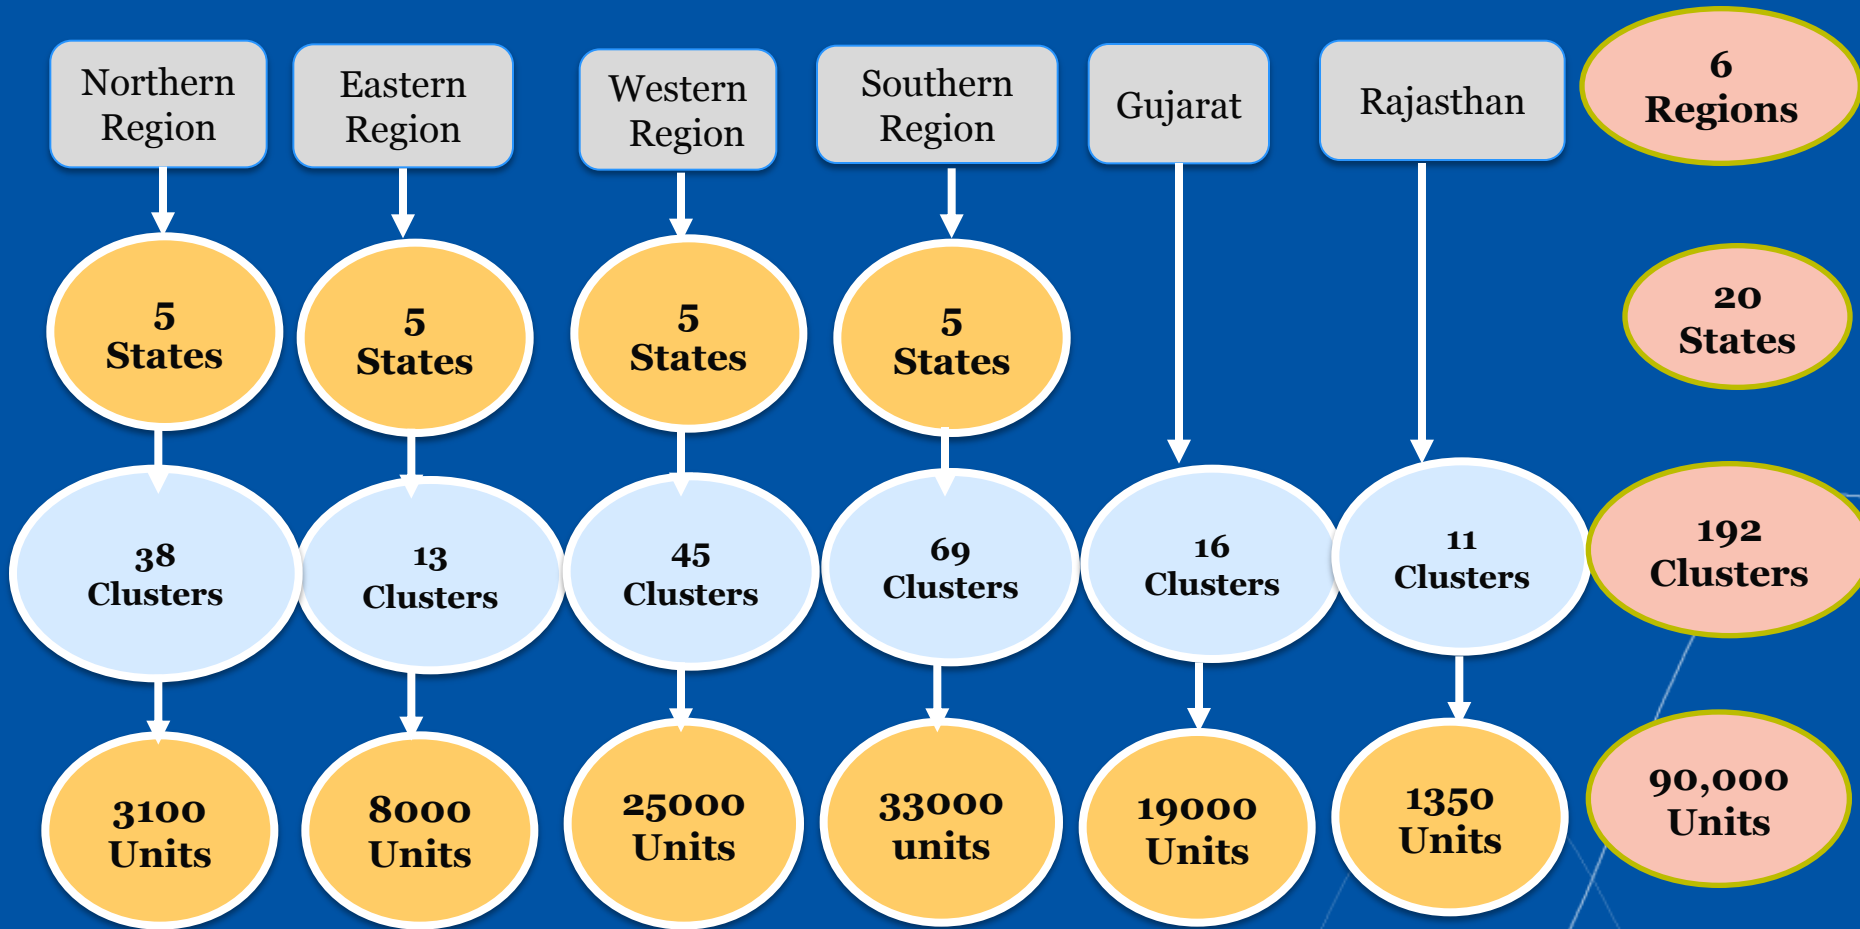 Northern
Region
Eastern
Region
Western
Region
Southern
Region
Gujarat
Rajasthan
6
Regions
5
States
5
States
5
States
5
States
20
States
38
Clusters
13
Clusters
45
Clusters
69
Clusters
16
Clusters
11
Clusters
192
Clusters
3100
Units
8000
Units
25000
Units
33000
units
19000
Units
1350
Units
90,000
Units